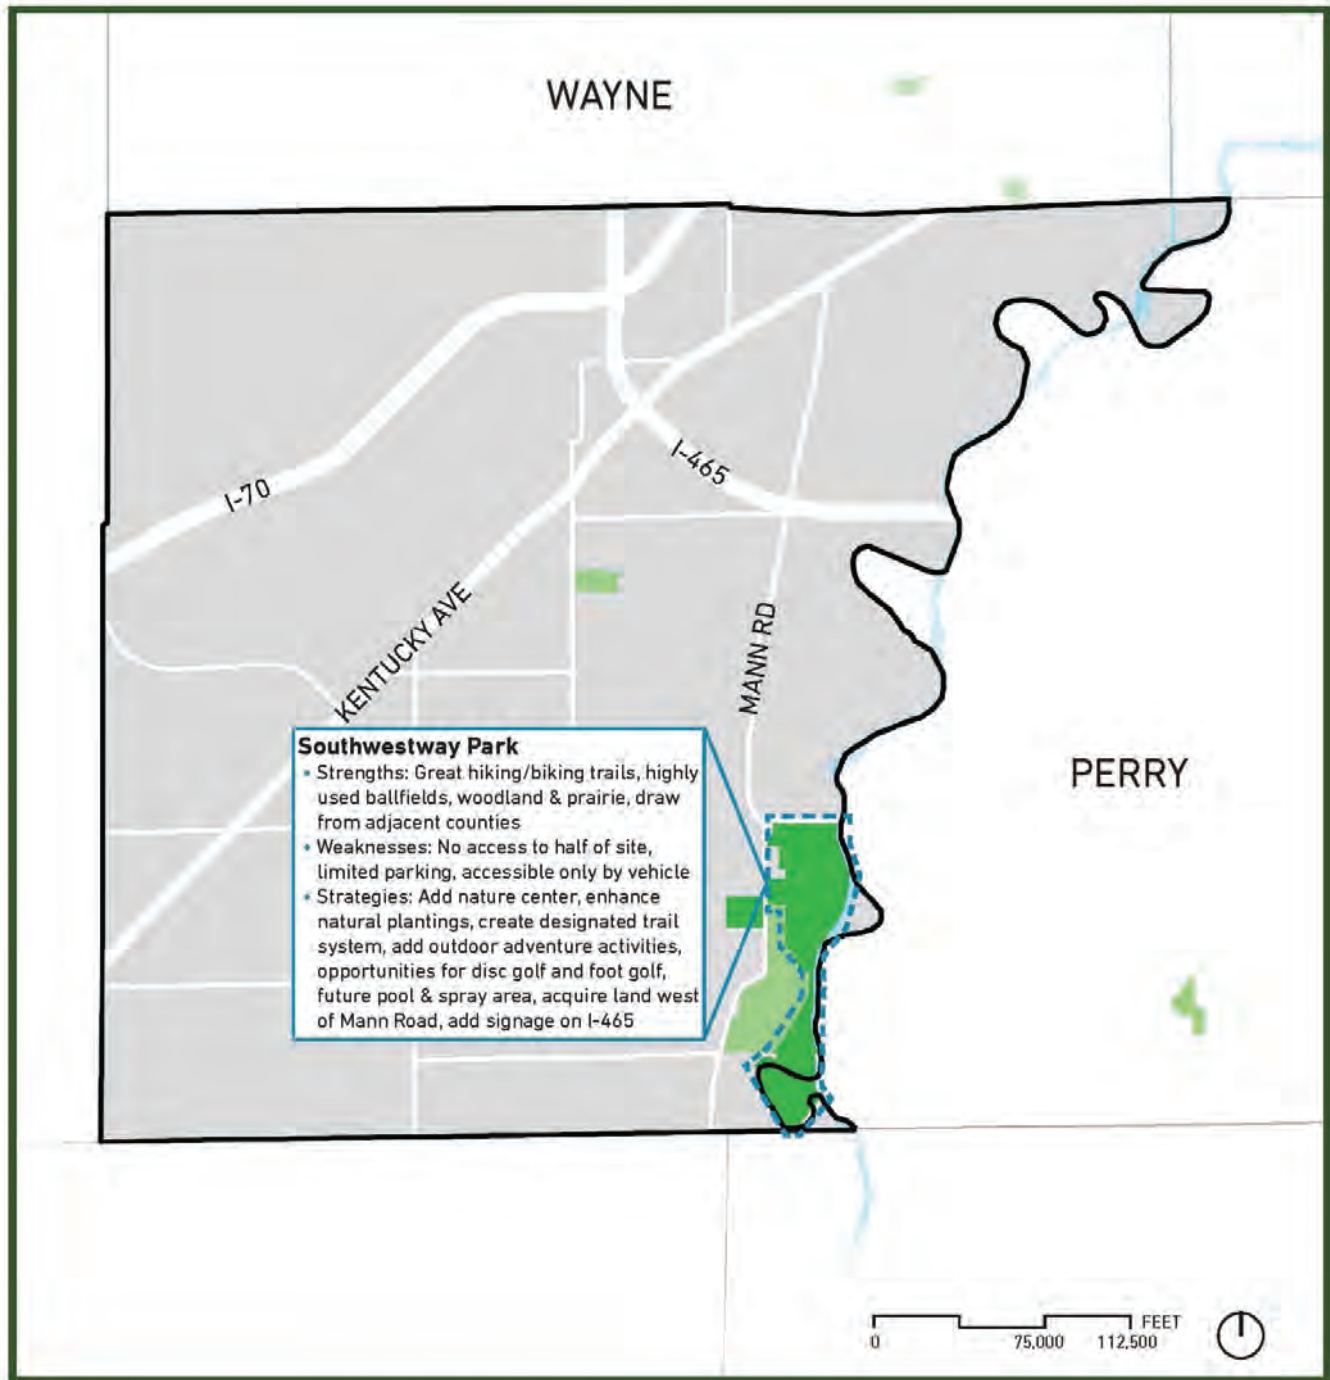 WAYNE
I-465
I-70
KENTUCKY AVE
MANN RD
PERRY
Southwestway Park
• Strengths: Great hiking/biking trails, highly
used ballfields, woodland & prairie, draw
from adjacent counties
• Weaknesses: No access to half of site,
limited parking, accessible only by vehicle
• Strategies: Add nature center, enhance
natural plantings, create designated trail
system, add outdoor adventure activities,
opportunities for disc golf and foot golf,
future pool & spray area, acquire land west
of Mann Road, add signage on I-465
FEET
0 75,000 112,500